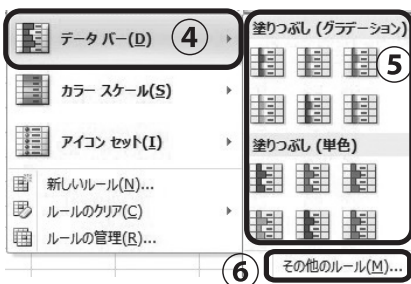 データ バー(D) ④
カラー スケール(S)
アイコン セット(I)
新しいルール(N)...
ルールのクリア(C)
ルールの管理(R)...
塗りつぶし (グラデーション)
⑤
塗りつぶし (単色)
⑥ その他のルール(M)...